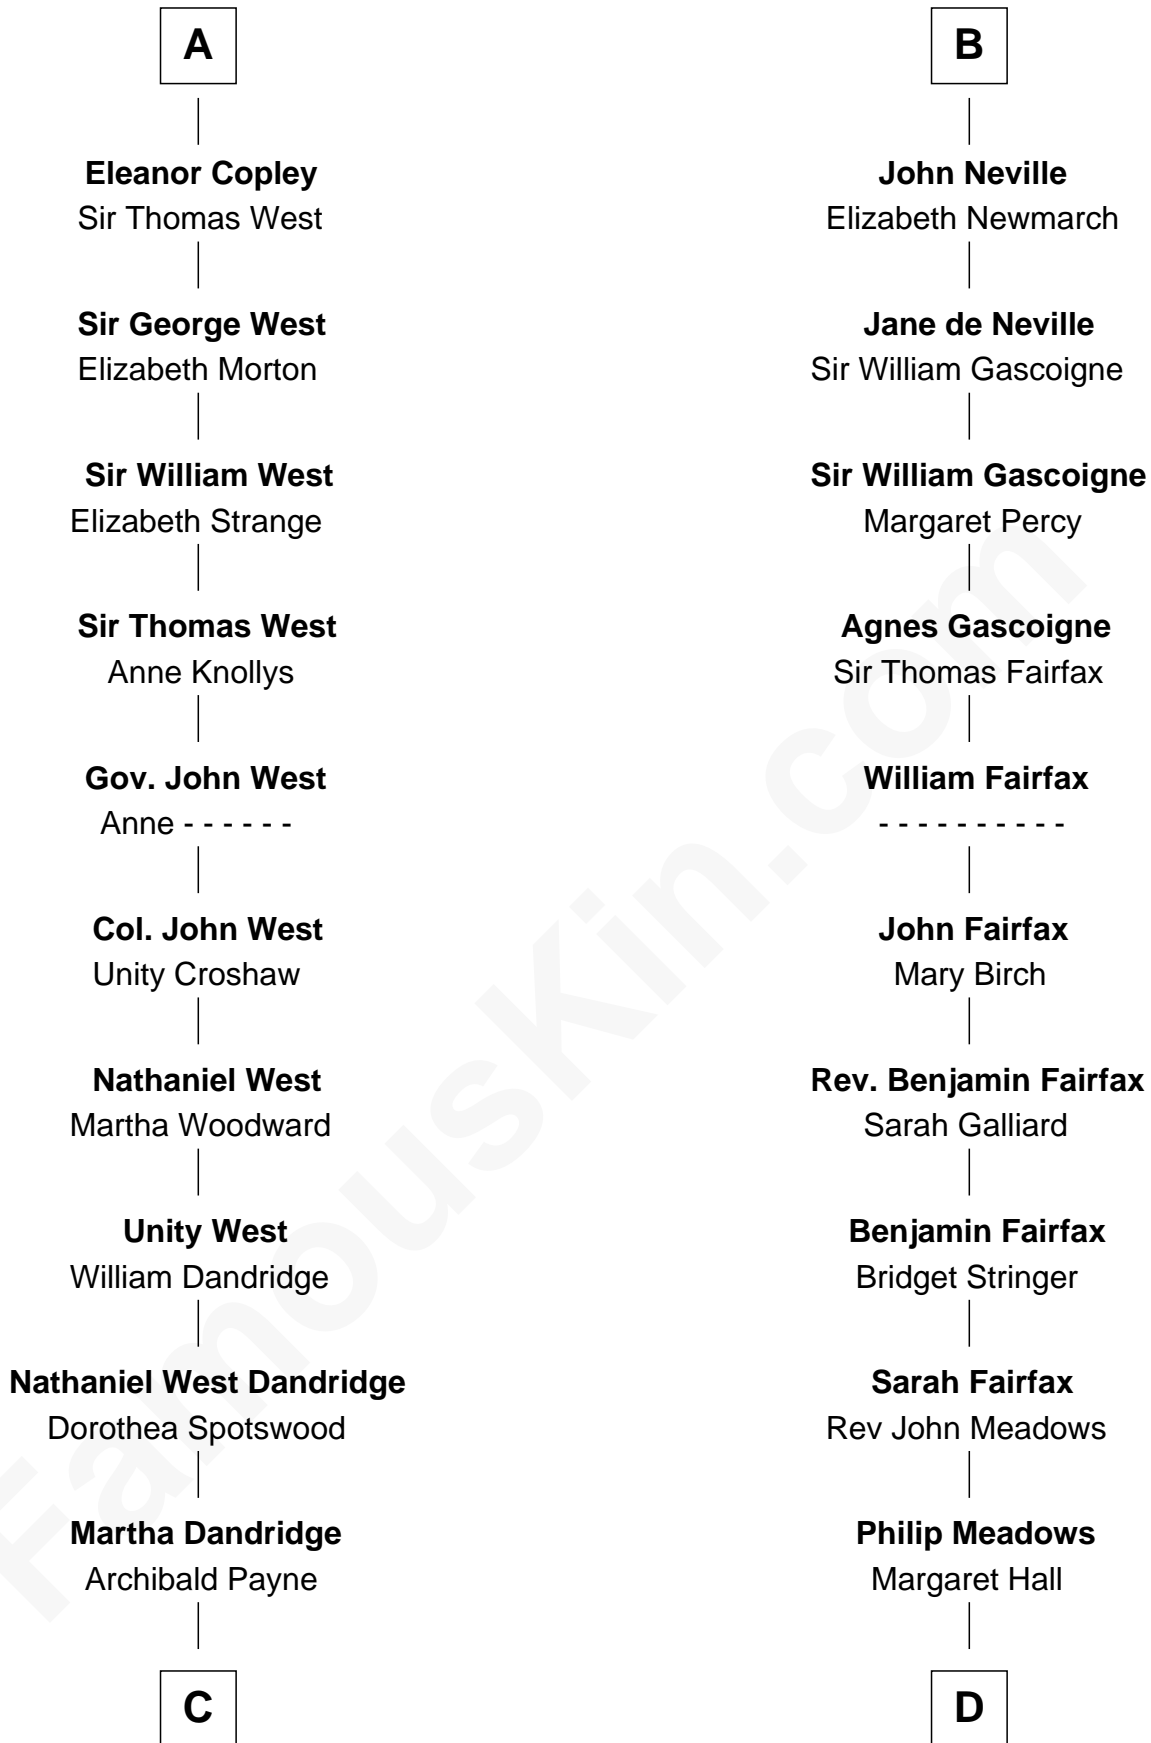 A
Eleanor Copley
Sir Thomas West
Sir George West
Elizabeth Morton
Sir William West
Elizabeth Strange
Sir Thomas West
Anne Knollys
Gov. John West
Anne - - - - - -
Col. John West
Unity Croshaw
Nathaniel West
Martha Woodward
Unity West
William Dandridge
Nathaniel West Dandridge
Dorothea Spotswood
Martha Dandridge
Archibald Payne
C
B
John Neville
Elizabeth Newmarch
Jane de Neville
Sir William Gascoigne
Sir William Gascoigne
Margaret Percy
Agnes Gascoigne
Sir Thomas Fairfax
William Fairfax
- - - - - - - - - -
John Fairfax
Mary Birch
Rev. Benjamin Fairfax
Sarah Galliard
Benjamin Fairfax
Bridget Stringer
Sarah Fairfax
Rev John Meadows
Philip Meadows
Margaret Hall
D
FamousKin.com